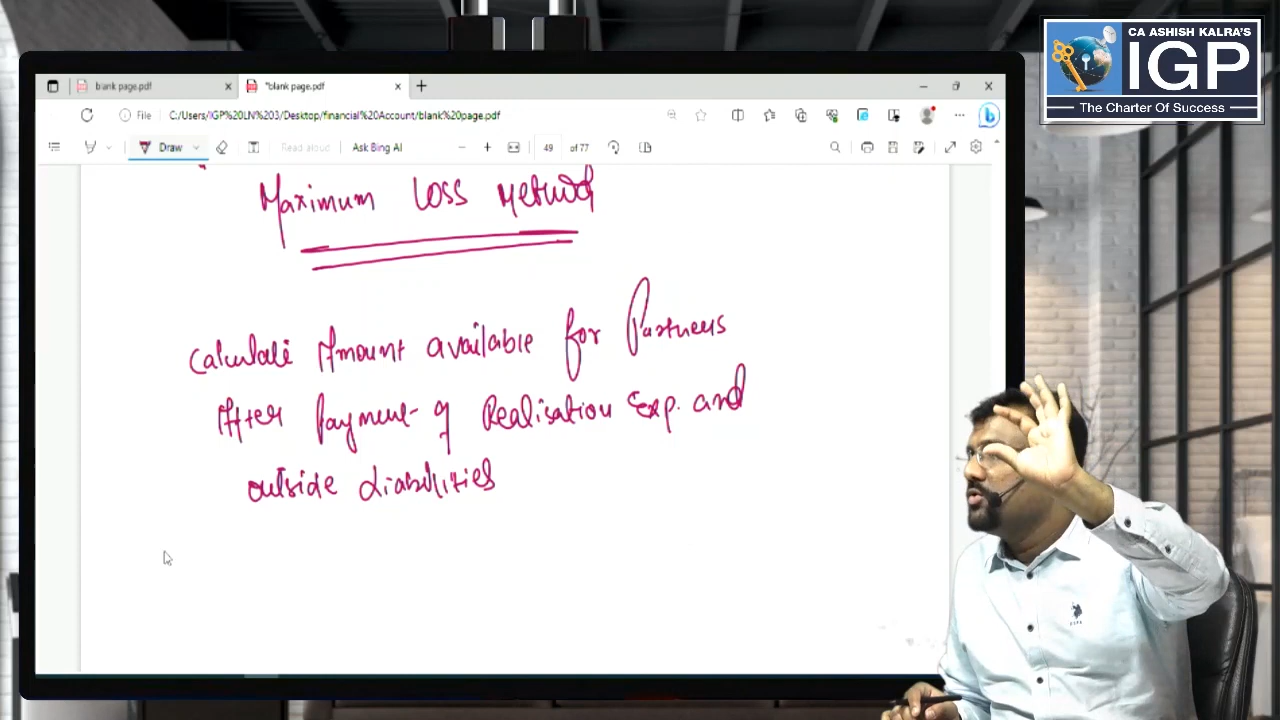 CA ASHISH KALRA'S
IGP
The Charter Of Success
blank page.pdf
*blank page.pdf
File
C:/Users/IGP%20LN%203/Desktop/financial%20Account/blank%20page.pdf
Draw
Read aloud
Ask Bing AI
49 of 77
Maximum Loss Method
Calculate Amount available for Partners
After Payment of Realisation Exp. and
outside Liabilities